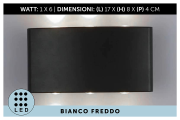 WATT: 1 X 6 | DIMENSIONI: (L) 17 X (H) 8 X (P) 4 CM
LED
BIANCO FREDDO